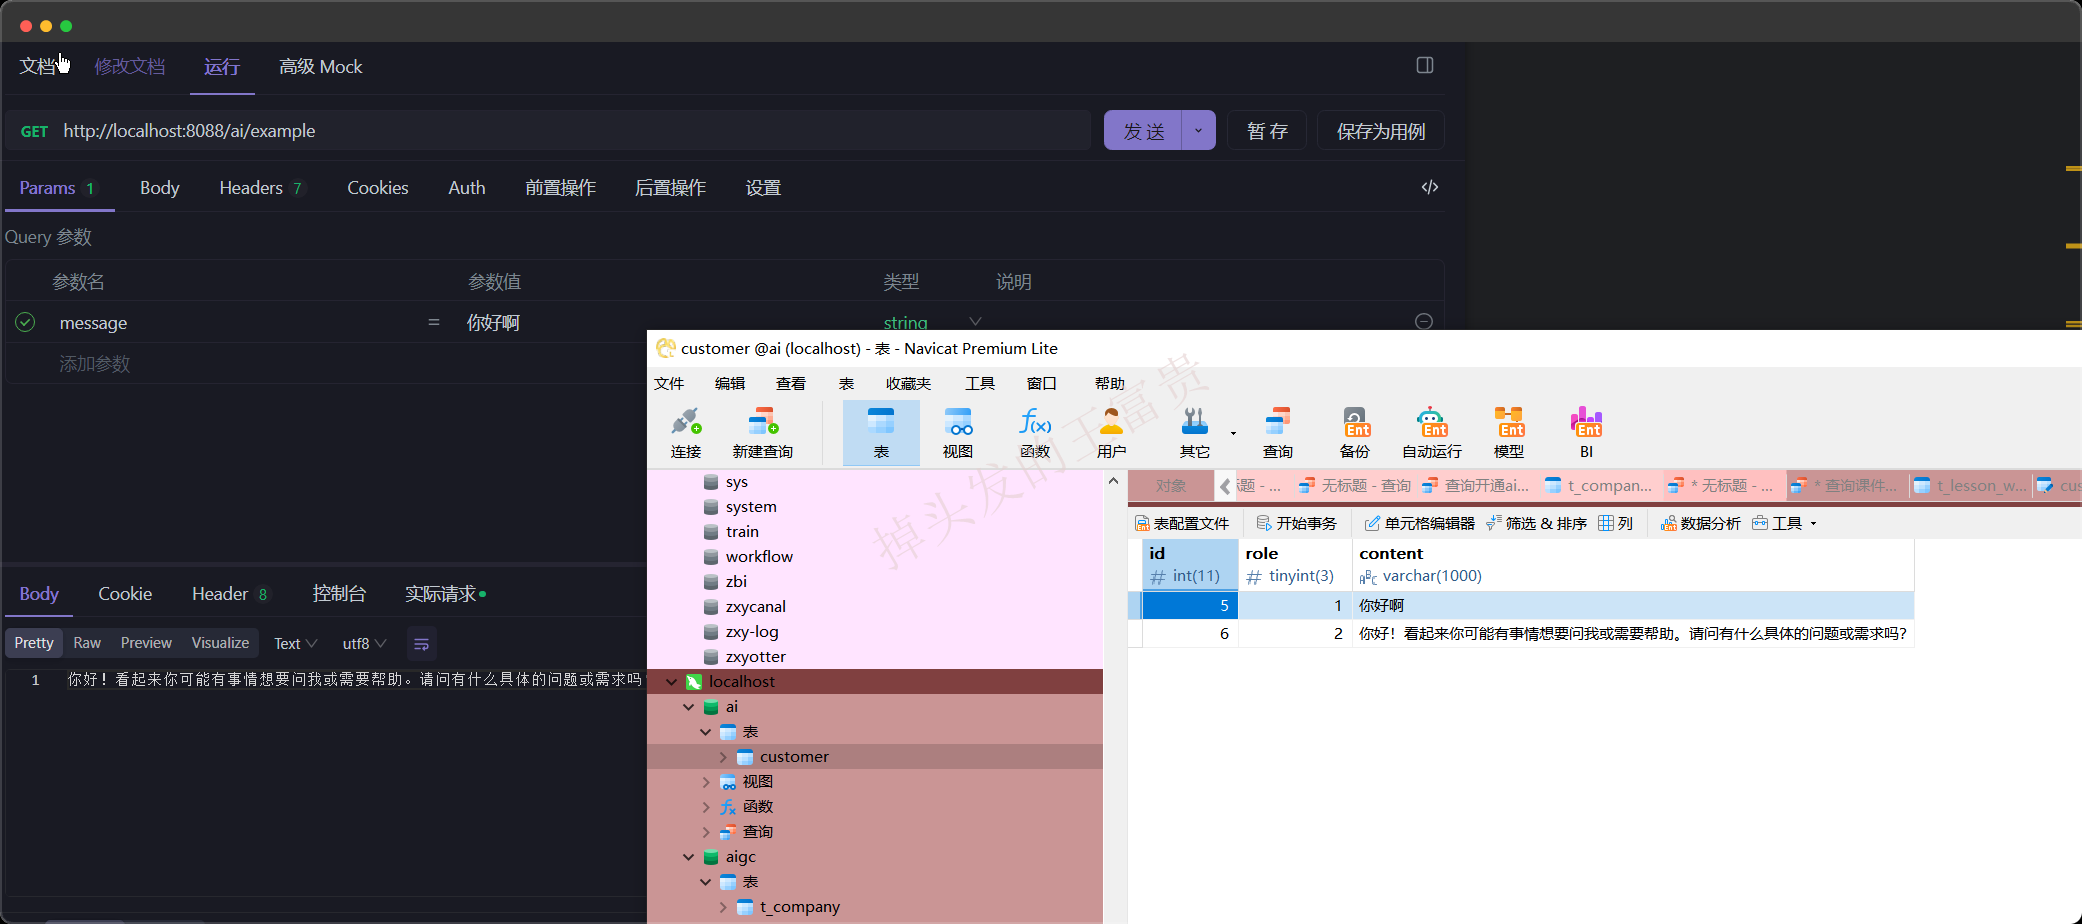 文档 修改文档 运行 高级 Mock
GET http://localhost:8088/ai/example 发 送 暂 存 保存为用例
Params 1 Body Headers 7 Cookies Auth 前置操作 后置操作 设置
Query 参数
参数名 参数值 类型 说明
message = 你好啊 string
添加参数
Body Cookie Header 8 控制台 实际请求
Pretty Raw Preview Visualize Text utf8
1 你好！看起来你可能有事情想要问我或需要帮助。请问有什么具体的问题或需求吗
customer @ai (localhost) - 表 - Navicat Premium Lite
文件 编辑 查看 表 收藏夹 工具 窗口 帮助
连接 新建查询 表 视图 函数 用户 其它 查询 备份 自动运行 模型 BI
Ent Ent Ent Ent
sys
system
train
workflow
zbi
zxycanal
zxy-log
zxyotter
localhost
ai
表
customer
视图
函数
查询
aigc
表
t_company
对象 标题 - ... 无标题 - 查询 查询开通ai... t_compan... * 无标题 - ... * 查询课件... t_lesson_w... cus
表配置文件 开始事务 单元格编辑器 筛选 & 排序 列 数据分析 工具
id role content
# int(11) # tinyint(3) varchar(1000)
5 1 你好啊
6 2 你好！看起来你可能有事情想要问我或需要帮助。请问有什么具体的问题或需求吗？
掉头发的王富贵